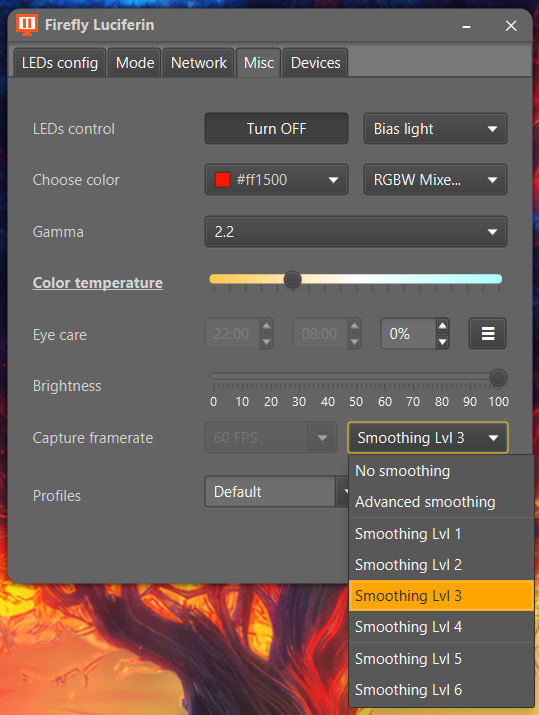 Firefly Luciferin
LEDs config Mode Network Misc Devices
LEDs control Turn OFF Bias light
Choose color #ff1500 RGBW Mixe...
Gamma 2.2
Color temperature
Eye care 22:00 08:00 0%
Brightness
0 10 20 30 40 50 60 70 80 90 100
Capture framerate 60 FPS Smoothing Lvl 3
Profiles Default
No smoothing
Advanced smoothing
Smoothing Lvl 1
Smoothing Lvl 2
Smoothing Lvl 3
Smoothing Lvl 4
Smoothing Lvl 5
Smoothing Lvl 6